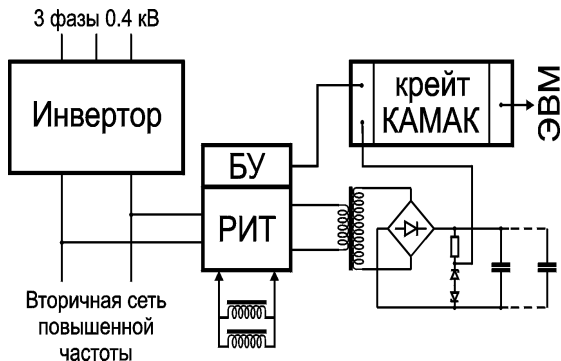 3 фазы 0.4 кВ
Инвертор
крейт
КАМАК
ЭВМ
БУ
РИТ
Вторичная сеть
повышенной
частоты